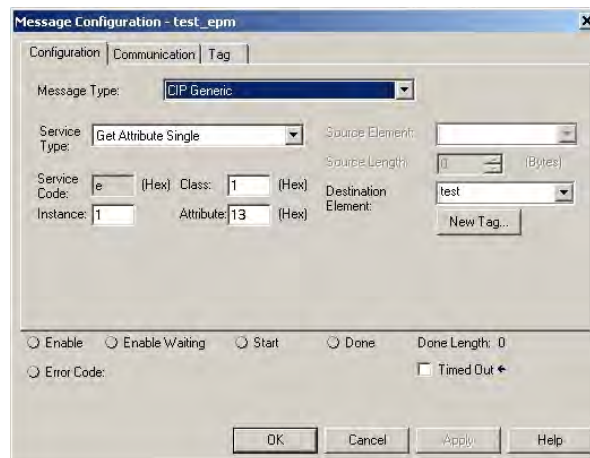 Message Configuration - test_epm
Configuration Communication Tag
Message Type: CIP Generic
Service Type: Get Attribute Single
Source Element:
Source Length: 0 (Bytes)
Service Code: e (Hex) Class: 1 (Hex)
Destination Element: test
Instance: 1 Attribute: 13 (Hex)
New Tag...
Enable Enable Waiting Start Done Done Length: 0
Error Code: Timed Out ←
OK Cancel Apply Help